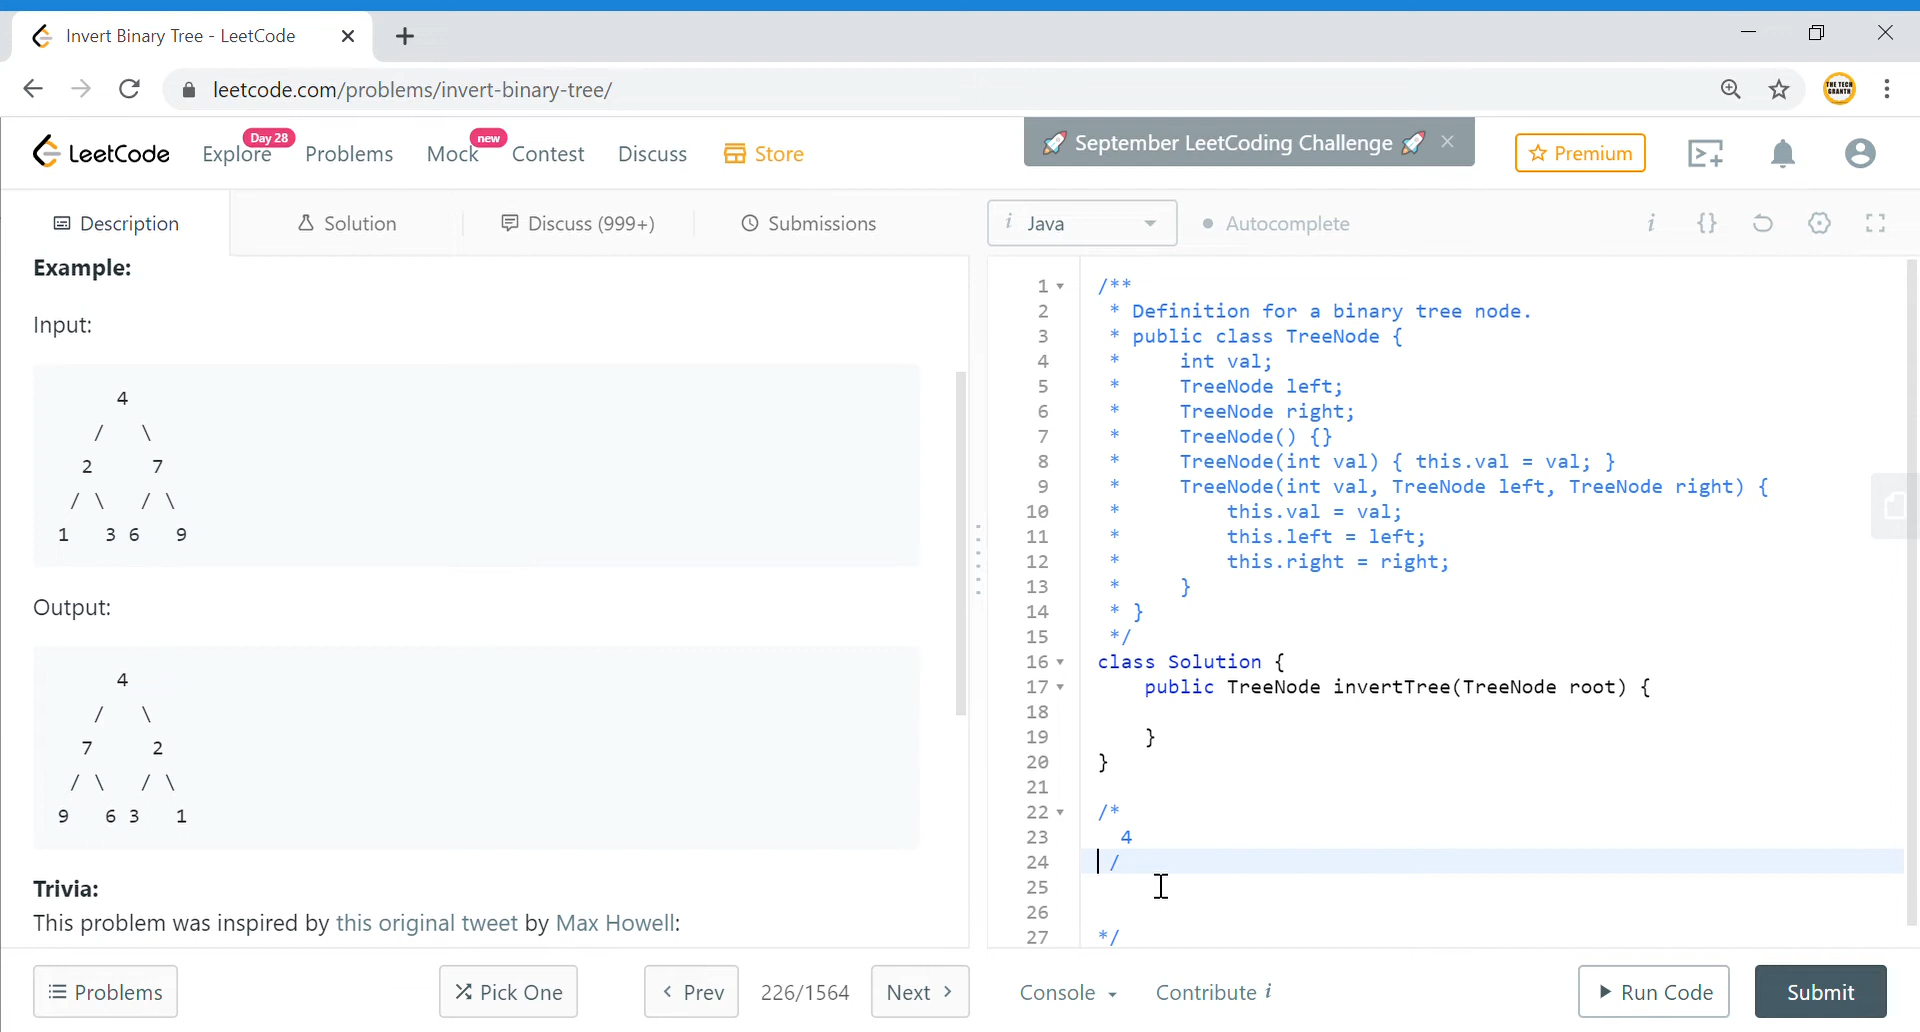 Invert Binary Tree - LeetCode
leetcode.com/problems/invert-binary-tree/
THE TECH GRANTH
LeetCode
Explore
Day 28
Problems
Mock
new
Contest
Discuss
Store
September LeetCoding Challenge
Premium
Description
Solution
Discuss (999+)
Submissions
i Java
Autocomplete
i {}
Example:
Input:
4
/ \
2 7
/ \ / \
1 3 6 9
Output:
4
/ \
7 2
/ \ / \
9 6 3 1
Trivia:
This problem was inspired by this original tweet by Max Howell:
1 /**
2 * Definition for a binary tree node.
3 * public class TreeNode {
4 * int val;
5 * TreeNode left;
6 * TreeNode right;
7 * TreeNode() {}
8 * TreeNode(int val) { this.val = val; }
9 * TreeNode(int val, TreeNode left, TreeNode right) {
10 * this.val = val;
11 * this.left = left;
12 * this.right = right;
13 * }
14 * }
15 */
16 class Solution {
17 public TreeNode invertTree(TreeNode root) {
18
19 }
20 }
21
22 /*
23 4
24 /
25
26
27 */
Problems
Pick One
< Prev
226/1564
Next >
Console
Contribute i
Run Code
Submit